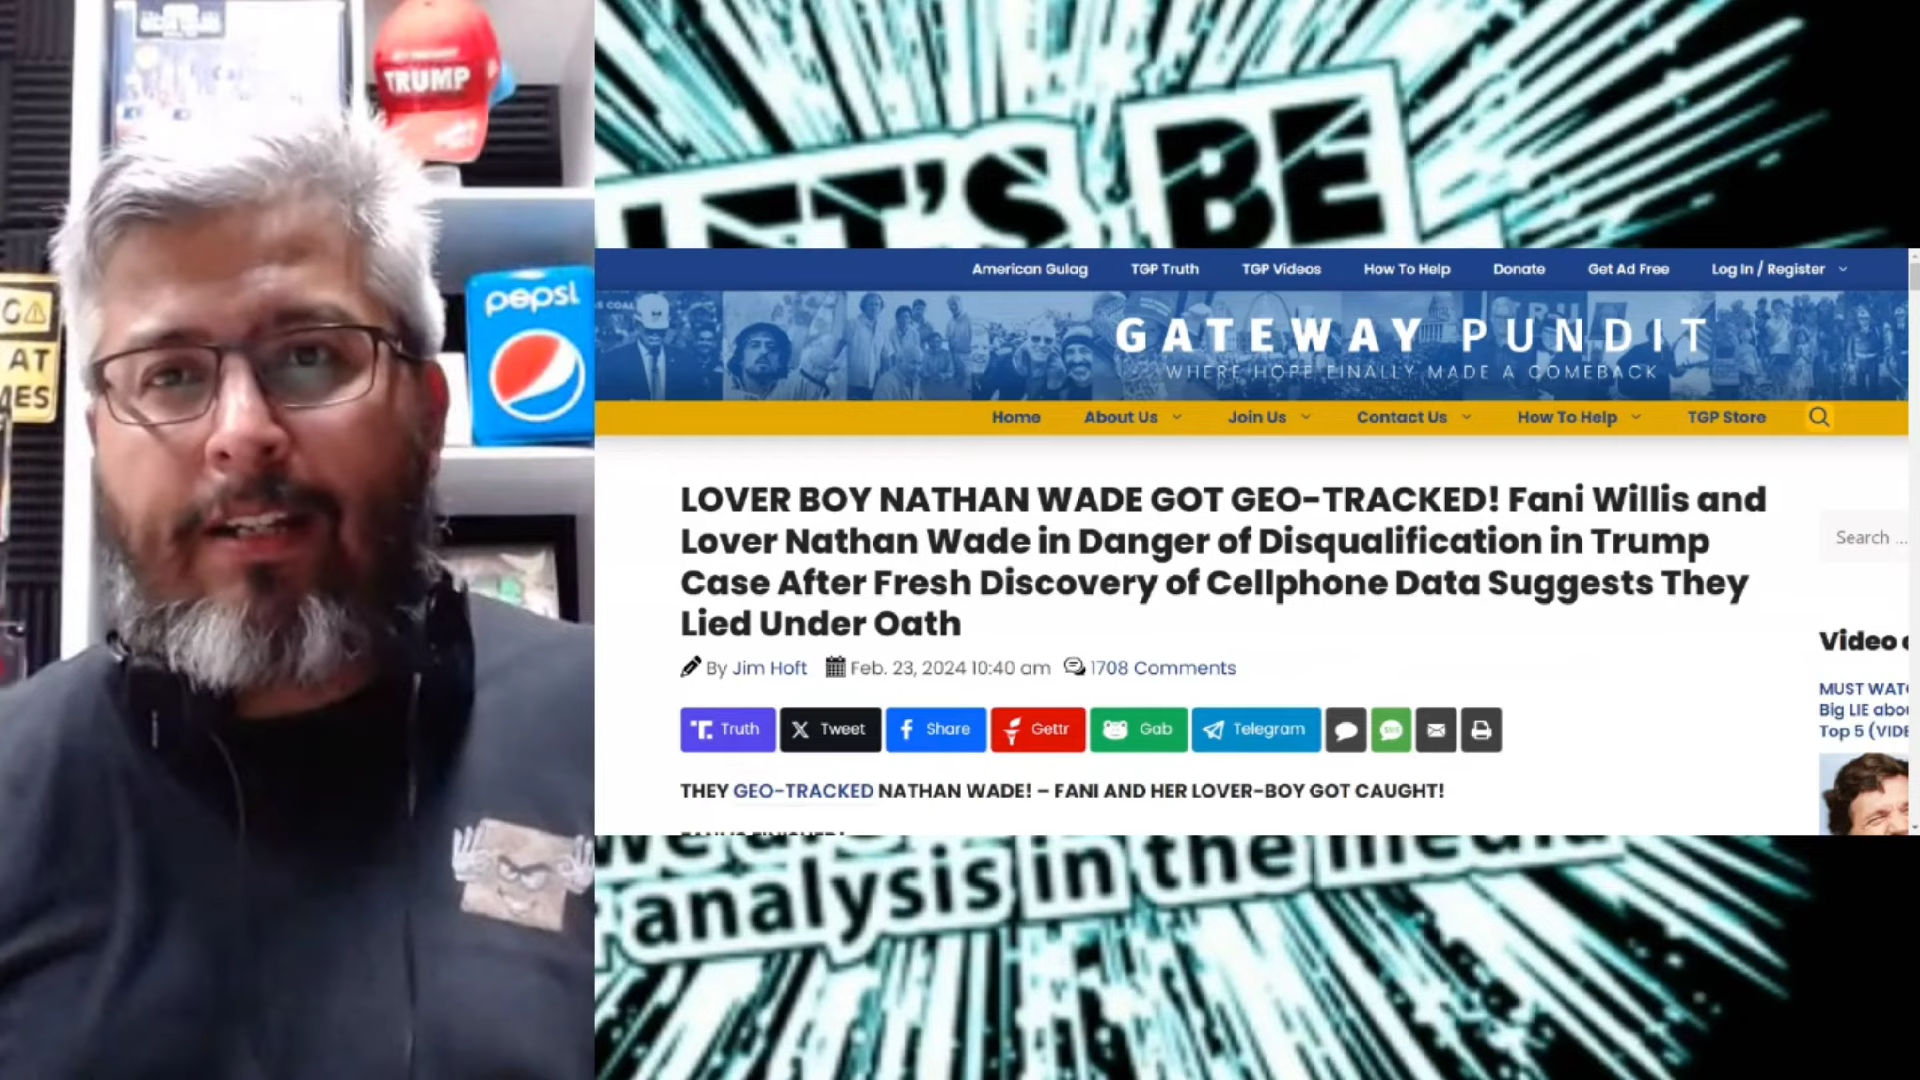 TRUMP
pepsi
AT
LET'S BE
American Gulag TGP Truth TGP Videos How To Help Donate Get Ad Free Log In / Register
GATEWAY PUNDIT
WHERE HOPE FINALLY MADE A COMEBACK
Home About Us Join Us Contact Us How To Help TGP Store
LOVER BOY NATHAN WADE GOT GEO-TRACKED! Fani Willis and
Lover Nathan Wade in Danger of Disqualification in Trump
Case After Fresh Discovery of Cellphone Data Suggests They
Lied Under Oath
By Jim Hoft Feb. 23, 2024 10:40 am 1708 Comments
Truth Tweet Share Gettr Gab Telegram
THEY GEO-TRACKED NATHAN WADE! – FANI AND HER LOVER-BOY GOT CAUGHT!
Search ...
Video
MUST
Big LIE
Top 5
analysis in the media